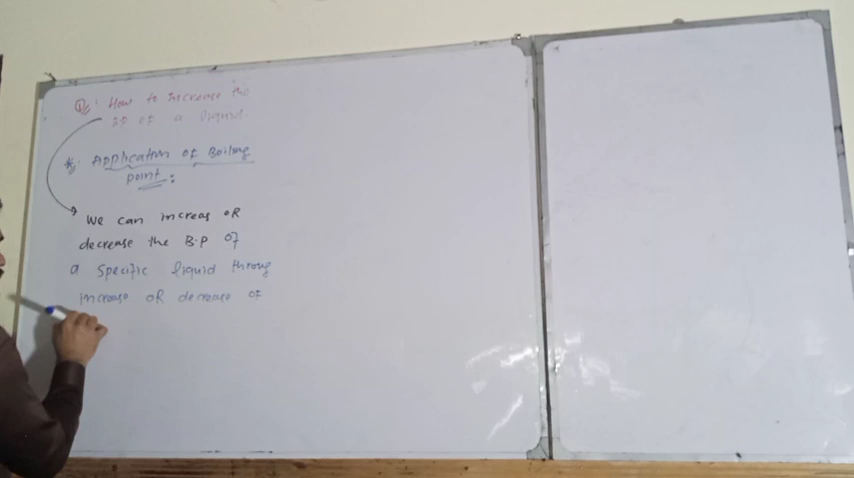 Q: How to increase the
BP of a liquid.
*: Application of Boiling
point:
We can increas OR
decrease the B.P of
a specific liquid throug
increase OR decrease of